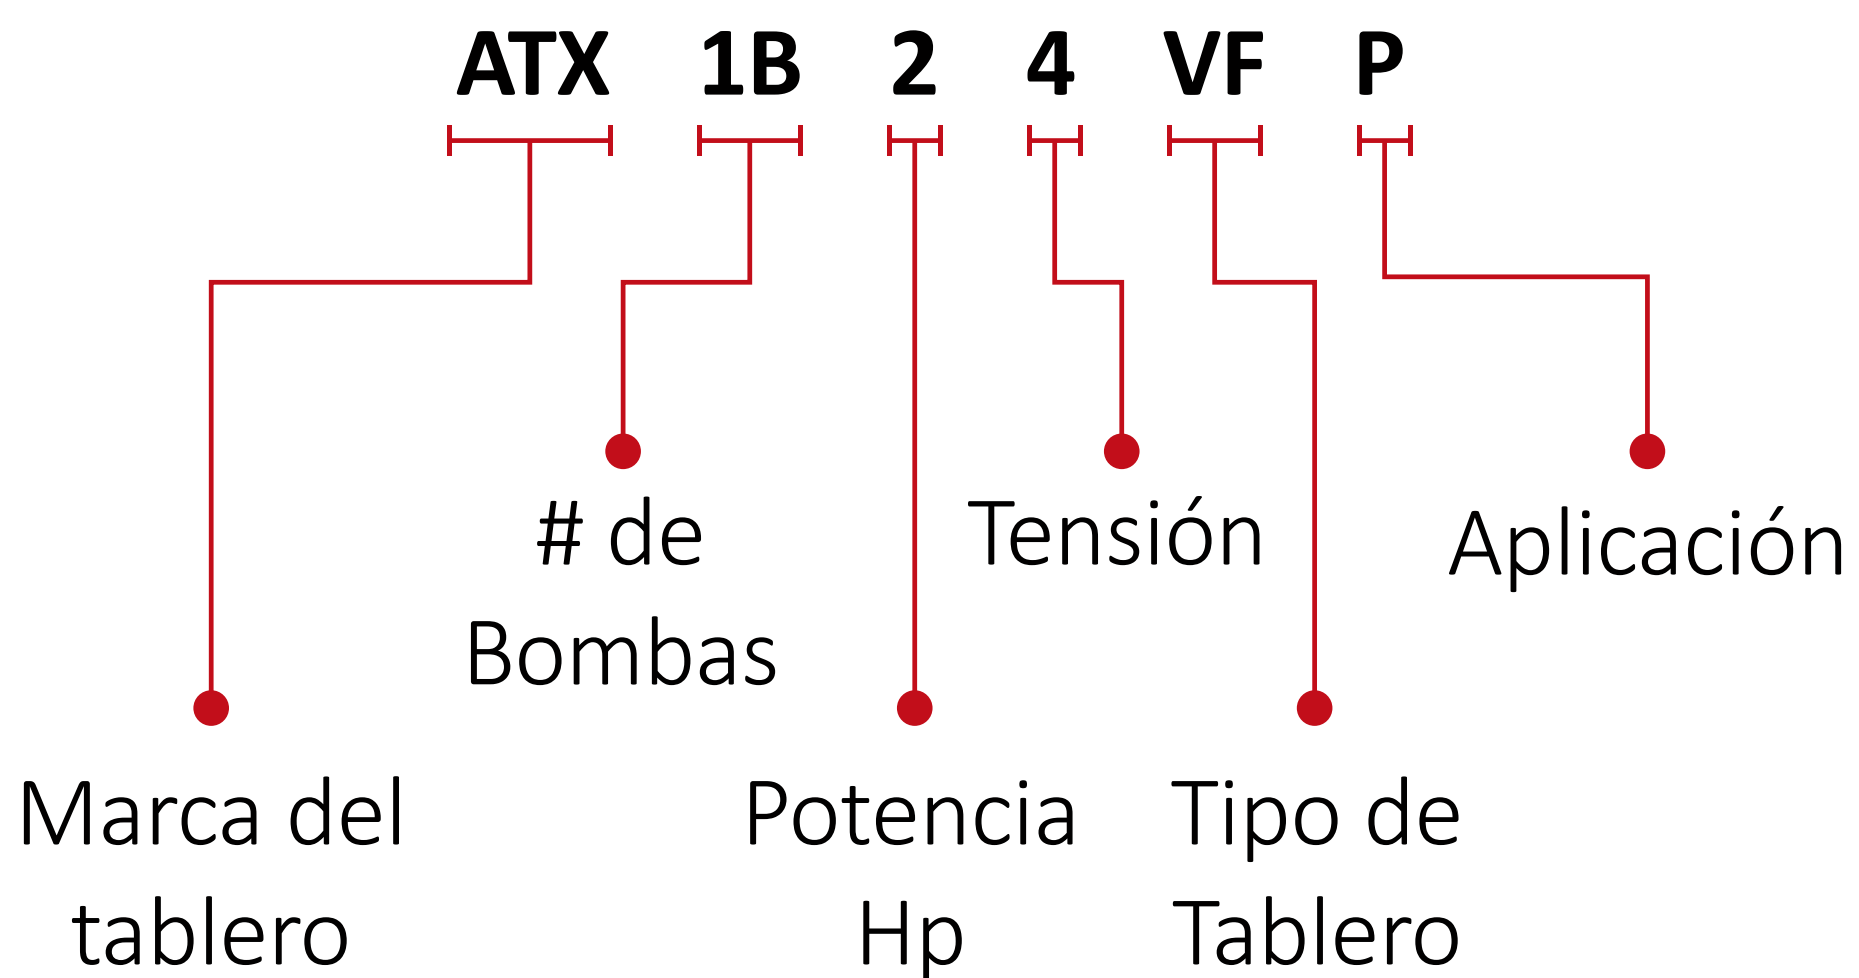 ATX 1B 2 4 VF P
# de
Bombas
Tensión
Aplicación
Marca del
tablero
Potencia
Hp
Tipo de
Tablero